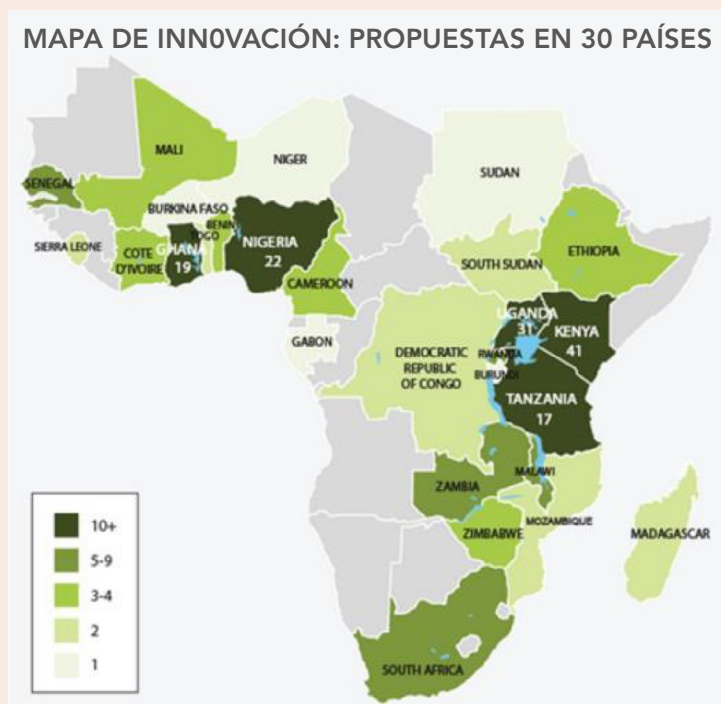 MAPA DE INN0VACIÓN: PROPUESTAS EN 30 PAÍSES
MALI
NIGER
SUDAN
SENEGAL
BURKINA FASO
BENIN
TOGO
GHANA
19
NIGERIA
22
SIERRA LEONE
COTE
D'IVOIRE
CAMEROON
SOUTH SUDAN
ETHIOPIA
GABON
UGANDA
31
KENYA
41
DEMOCRATIC
REPUBLIC
OF CONGO
RWANDA
BURUNDI
TANZANIA
17
ZAMBIA
MALAWI
MOZAMBIQUE
ZIMBABWE
MADAGASCAR
SOUTH AFRICA
10+
5-9
3-4
2
1